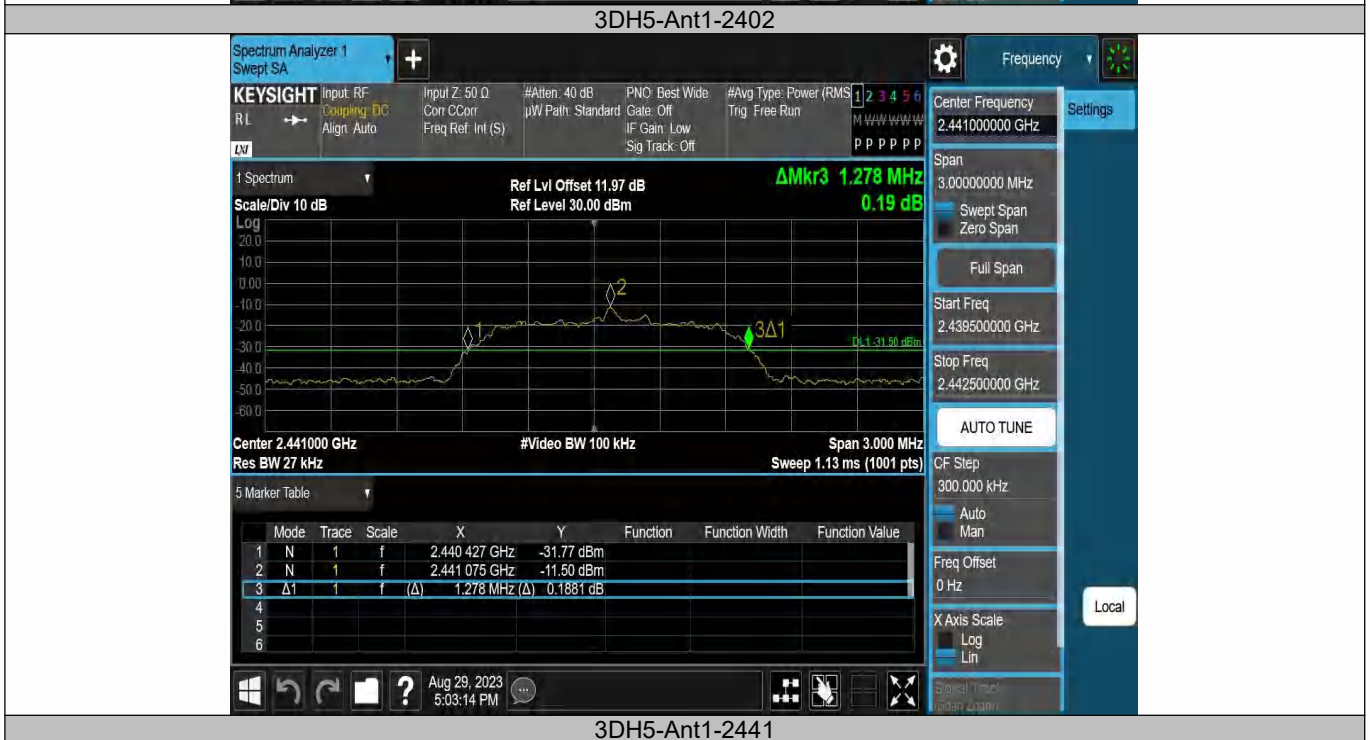 3DH5-Ant1-2402
Spectrum Analyzer 1
Swept SA
+
Frequency
KEYSIGHT
RL
LXI
Input: RF
Coupling: DC
Align: Auto
Input Z: 50 Ω
Corr CCorr
Freq Ref: Int (S)
#Atten: 40 dB
µW Path: Standard
PNO: Best Wide
Gate: Off
IF Gain: Low
Sig Track: Off
#Avg Type: Power (RMS
Trig: Free Run
1 2 3 4 5 6
M W W W W W
P P P P P P
Center Frequency
2.441000000 GHz
Settings
Span
3.00000000 MHz
Swept Span
Zero Span
Full Span
Start Freq
2.439500000 GHz
Stop Freq
2.442500000 GHz
AUTO TUNE
CF Step
300.000 kHz
Auto
Man
Freq Offset
0 Hz
X Axis Scale
Log
Lin
Signal Track
(Span Zoom)
Local
1 Spectrum
Scale/Div 10 dB
Ref Lvl Offset 11.97 dB
Ref Level 30.00 dBm
ΔMkr3 1.278 MHz
0.19 dB
Log
20.0
10.0
0.00
-10.0
-20.0
-30.0
-40.0
-50.0
-60.0
1
2
3Δ1
DL1 -31.50 dBm
Center 2.441000 GHz
#Video BW 100 kHz
Span 3.000 MHz
Res BW 27 kHz
Sweep 1.13 ms (1001 pts)
5 Marker Table
Mode Trace Scale X Y Function Function Width Function Value
1 N 1 f 2.440 427 GHz -31.77 dBm
2 N 1 f 2.441 075 GHz -11.50 dBm
3 Δ1 1 f (Δ) 1.278 MHz (Δ) 0.1881 dB
4
5
6
?
Aug 29, 2023
5:03:14 PM
3DH5-Ant1-2441